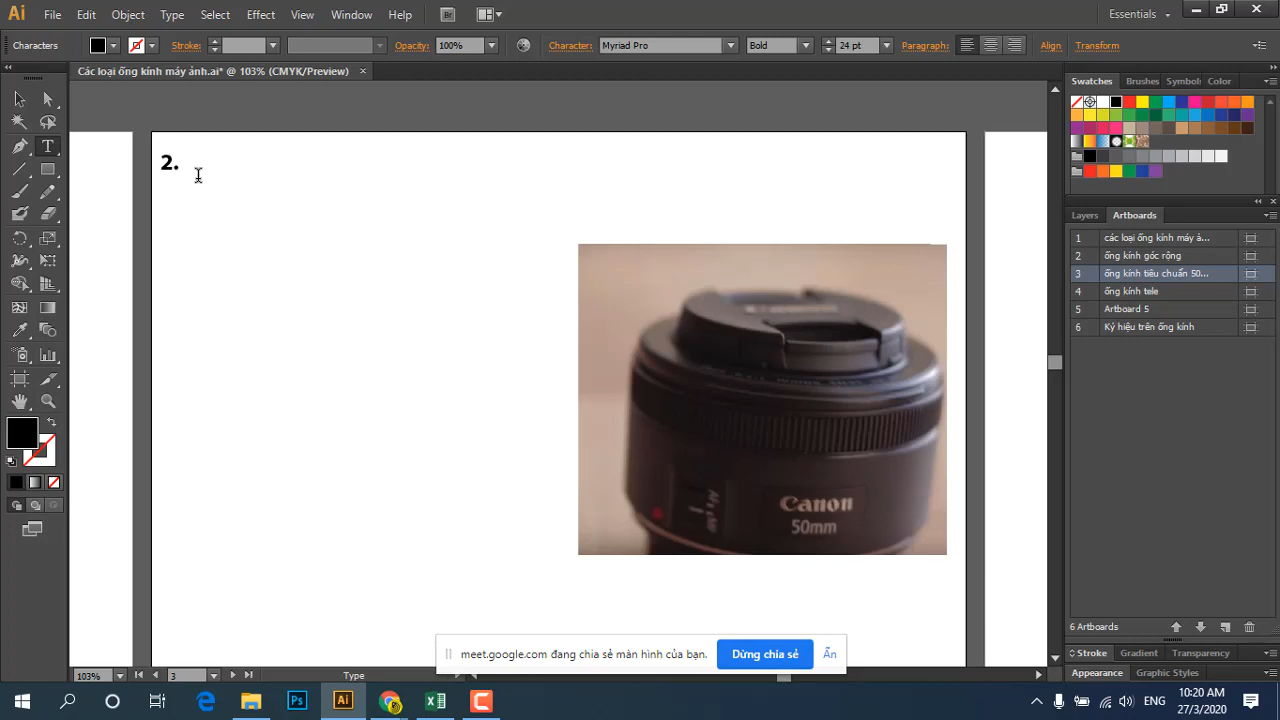 Ai File Edit Object Type Select Effect View Window Help Br Essentials
Characters Stroke: Opacity: 100% Character: Myriad Pro Bold 24 pt Paragraph: Align Transform
Các loại ống kính máy ảnh.ai* @ 103% (CMYK/Preview)
Swatches Brushes Symbol: Color
2.
Layers Artboards
1 các loại ống kính máy ả...
2 ống kính góc rộng
3 ống kính tiêu chuẩn 50...
4 ống kính tele
5 Artboard 5
6 Ký hiệu trên ống kính
Canon
50mm
6 Artboards
meet.google.com đang chia sẻ màn hình của bạn. Dừng chia sẻ Ẩn
Stroke Gradient Transparency
103% 3 Type
Appearance Graphic Styles
Ps Ai ENG
10:20 AM
27/3/2020